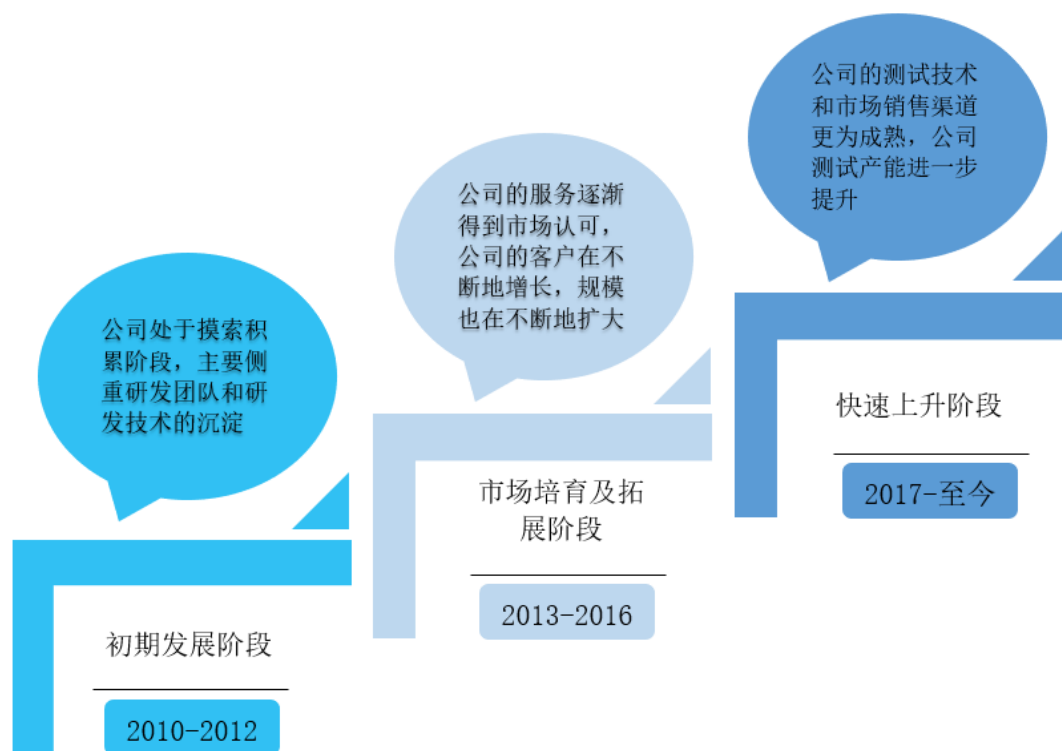 公司处于摸索积
累阶段，主要侧
重研发团队和研
发技术的沉淀
初期发展阶段
2010-2012
公司的服务逐渐
得到市场认可，
公司的客户在不
断地增长，规模
也在不断地扩大
市场培育及拓
展阶段
2013-2016
公司的测试技术
和市场销售渠道
更为成熟，公司
测试产能进一步
提升
快速上升阶段
2017-至今